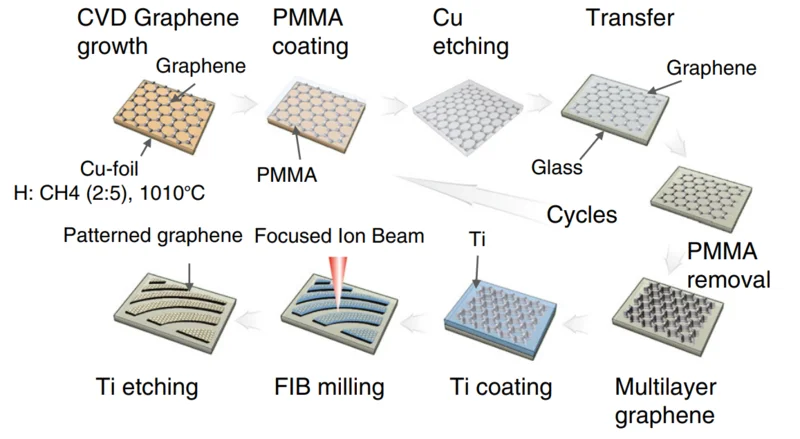 CVD Graphene
growth
PMMA
coating
Cu
etching
Transfer
Graphene
Graphene
Cu-foil
H: CH4 (2:5), 1010°C
PMMA
Glass
Cycles
PMMA
removal
Patterned graphene
Focused Ion Beam
Ti
Ti etching
FIB milling
Ti coating
Multilayer
graphene